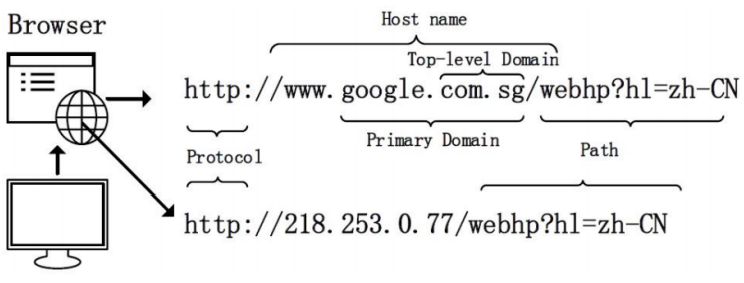 Browser
Host name
Top-level Domain
http://www.google.com.sg/webhp?hl=zh-CN
Primary Domain
Path
Protocol
http://218.253.0.77/webhp?hl=zh-CN